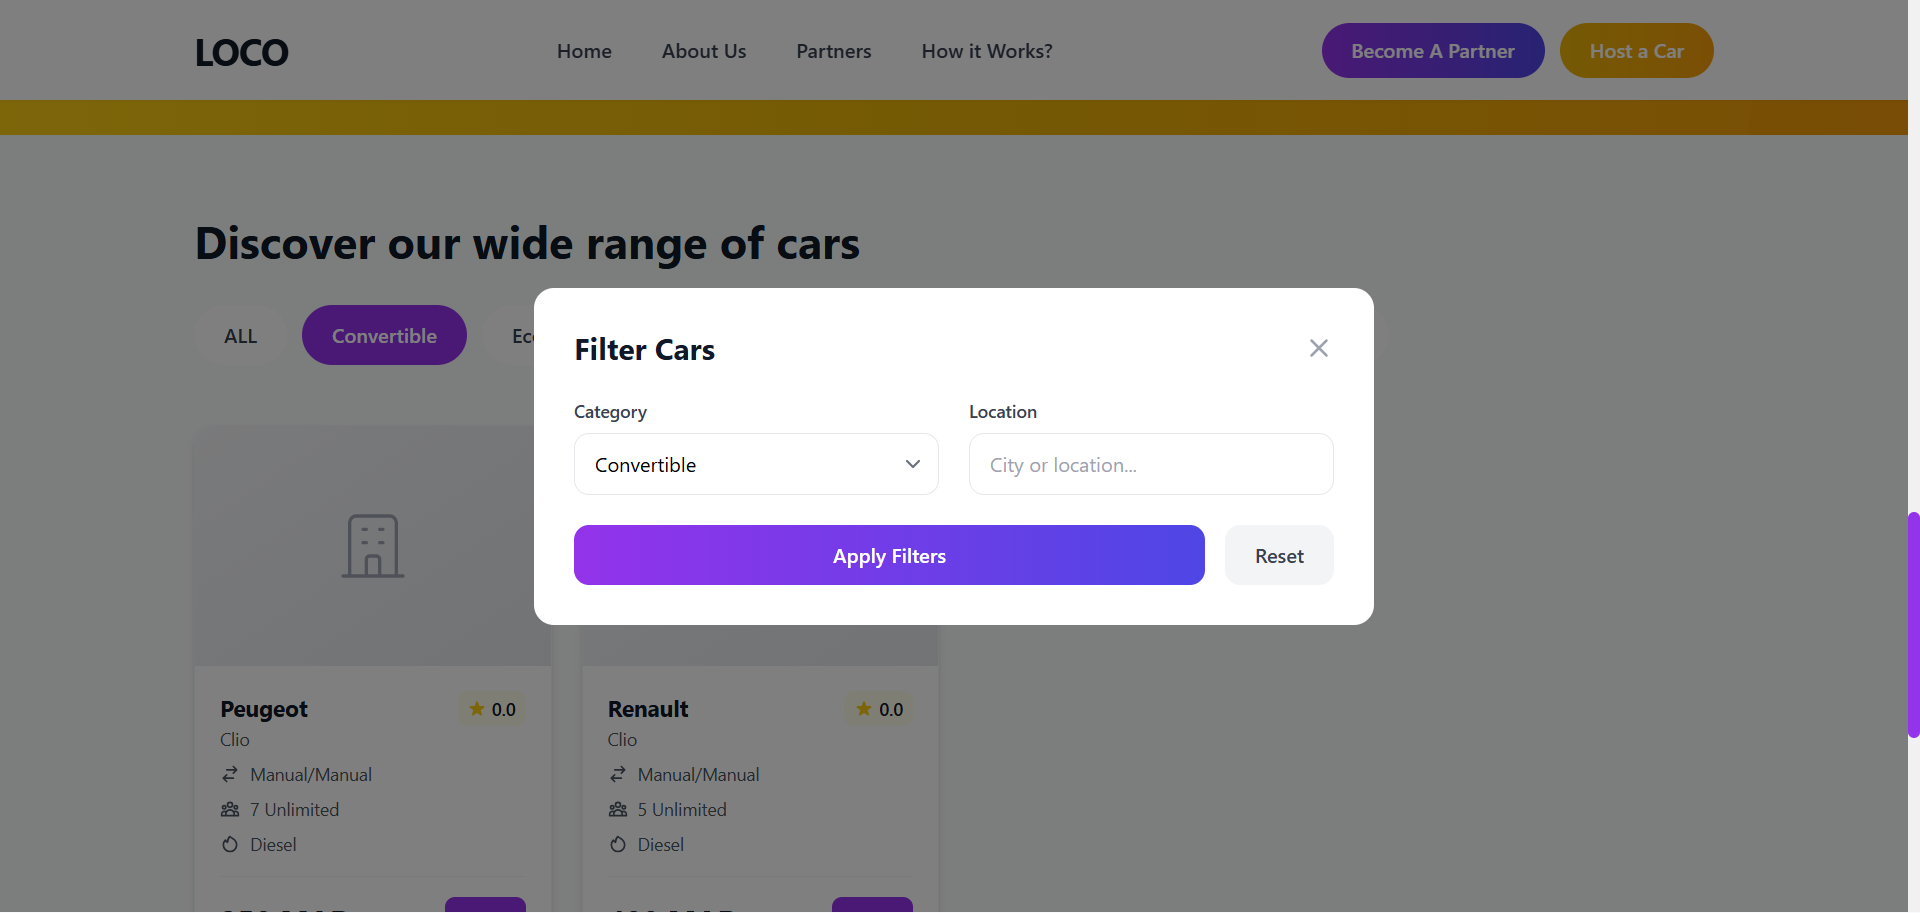 LOCO
Home
About Us
Partners
How it Works?
Become A Partner
Host a Car
Discover our wide range of cars
ALL
Convertible
Filter Cars
Category
Location
Convertible
City or location...
Apply Filters
Reset
Peugeot
0.0
Clio
Manual/Manual
7 Unlimited
Diesel
Renault
0.0
Clio
Manual/Manual
5 Unlimited
Diesel